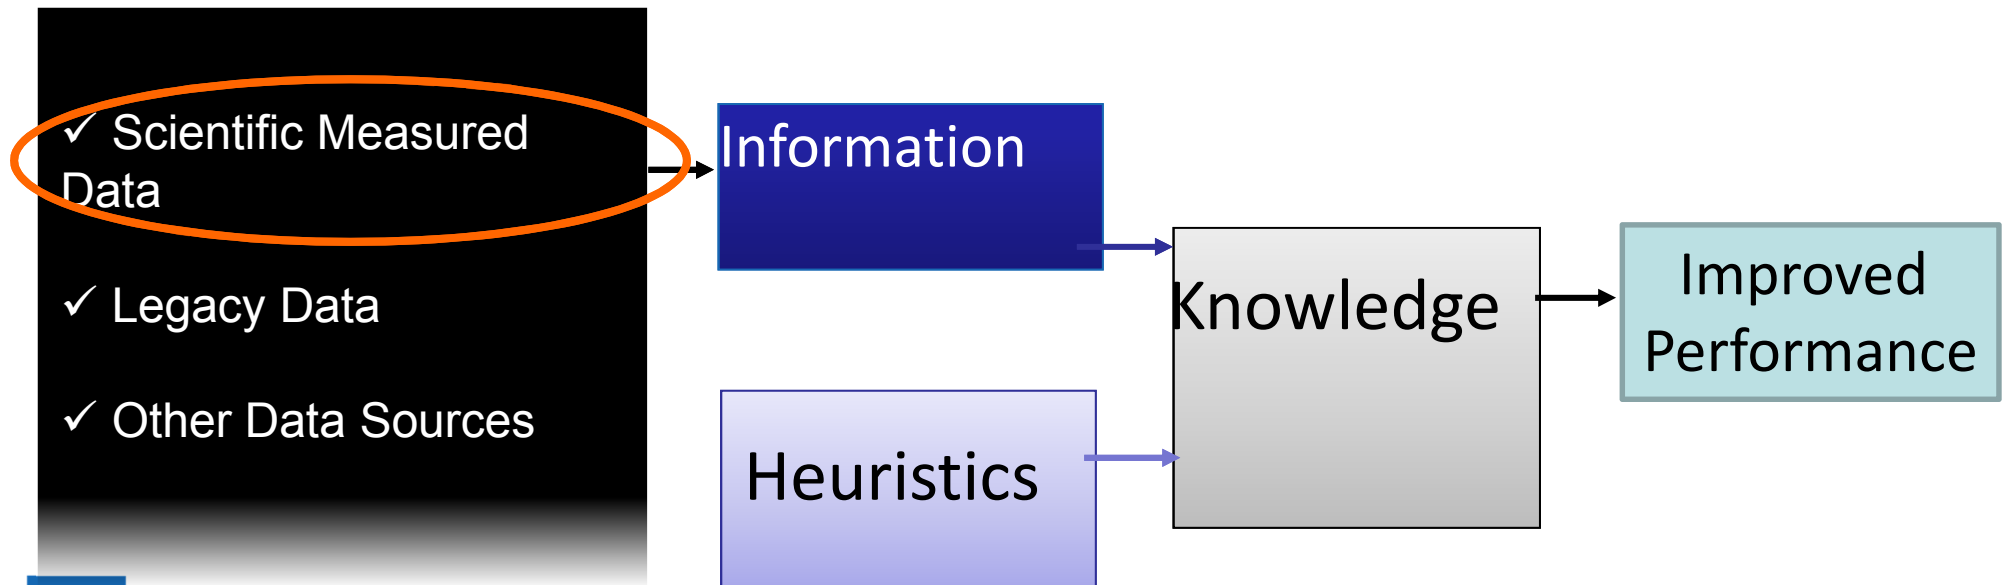 ✓ Scientific Measured
Data
✓ Legacy Data
✓ Other Data Sources
Information
Heuristics
Knowledge
Improved
Performance